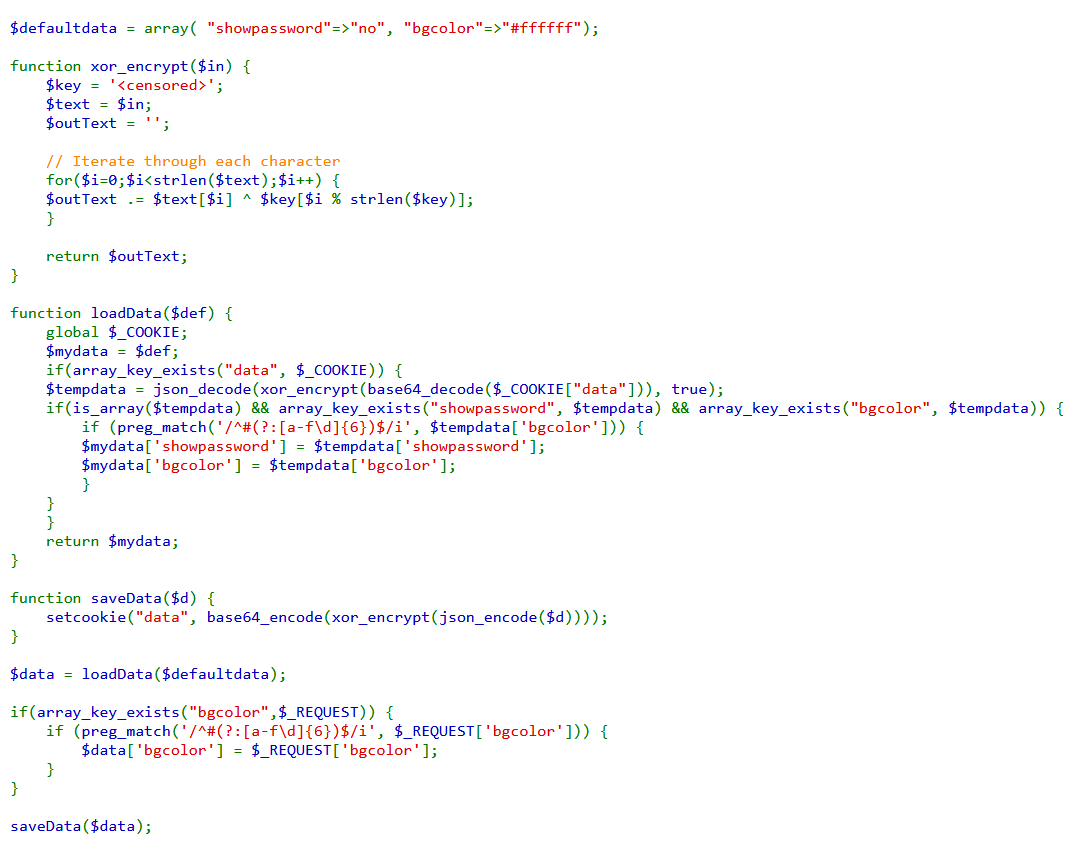 $defaultdata = array( "showpassword"=>"no", "bgcolor"=>"#ffffff");

function xor_encrypt($in) {
    $key = '<censored>';
    $text = $in;
    $outText = '';

    // Iterate through each character
    for($i=0;$i<strlen($text);$i++) {
    $outText .= $text[$i] ^ $key[$i % strlen($key)];
    }

    return $outText;
}

function loadData($def) {
    global $_COOKIE;
    $mydata = $def;
    if(array_key_exists("data", $_COOKIE)) {
    $tempdata = json_decode(xor_encrypt(base64_decode($_COOKIE["data"])), true);
    if(is_array($tempdata) && array_key_exists("showpassword", $tempdata) && array_key_exists("bgcolor", $tempdata)) {
        if (preg_match('/^#(?:[a-f\d]{6})$/i', $tempdata['bgcolor'])) {
        $mydata['showpassword'] = $tempdata['showpassword'];
        $mydata['bgcolor'] = $tempdata['bgcolor'];
        }
    }
    }
    return $mydata;
}

function saveData($d) {
    setcookie("data", base64_encode(xor_encrypt(json_encode($d))));
}

$data = loadData($defaultdata);

if(array_key_exists("bgcolor",$_REQUEST)) {
    if (preg_match('/^#(?:[a-f\d]{6})$/i', $_REQUEST['bgcolor'])) {
        $data['bgcolor'] = $_REQUEST['bgcolor'];
    }
}

saveData($data);